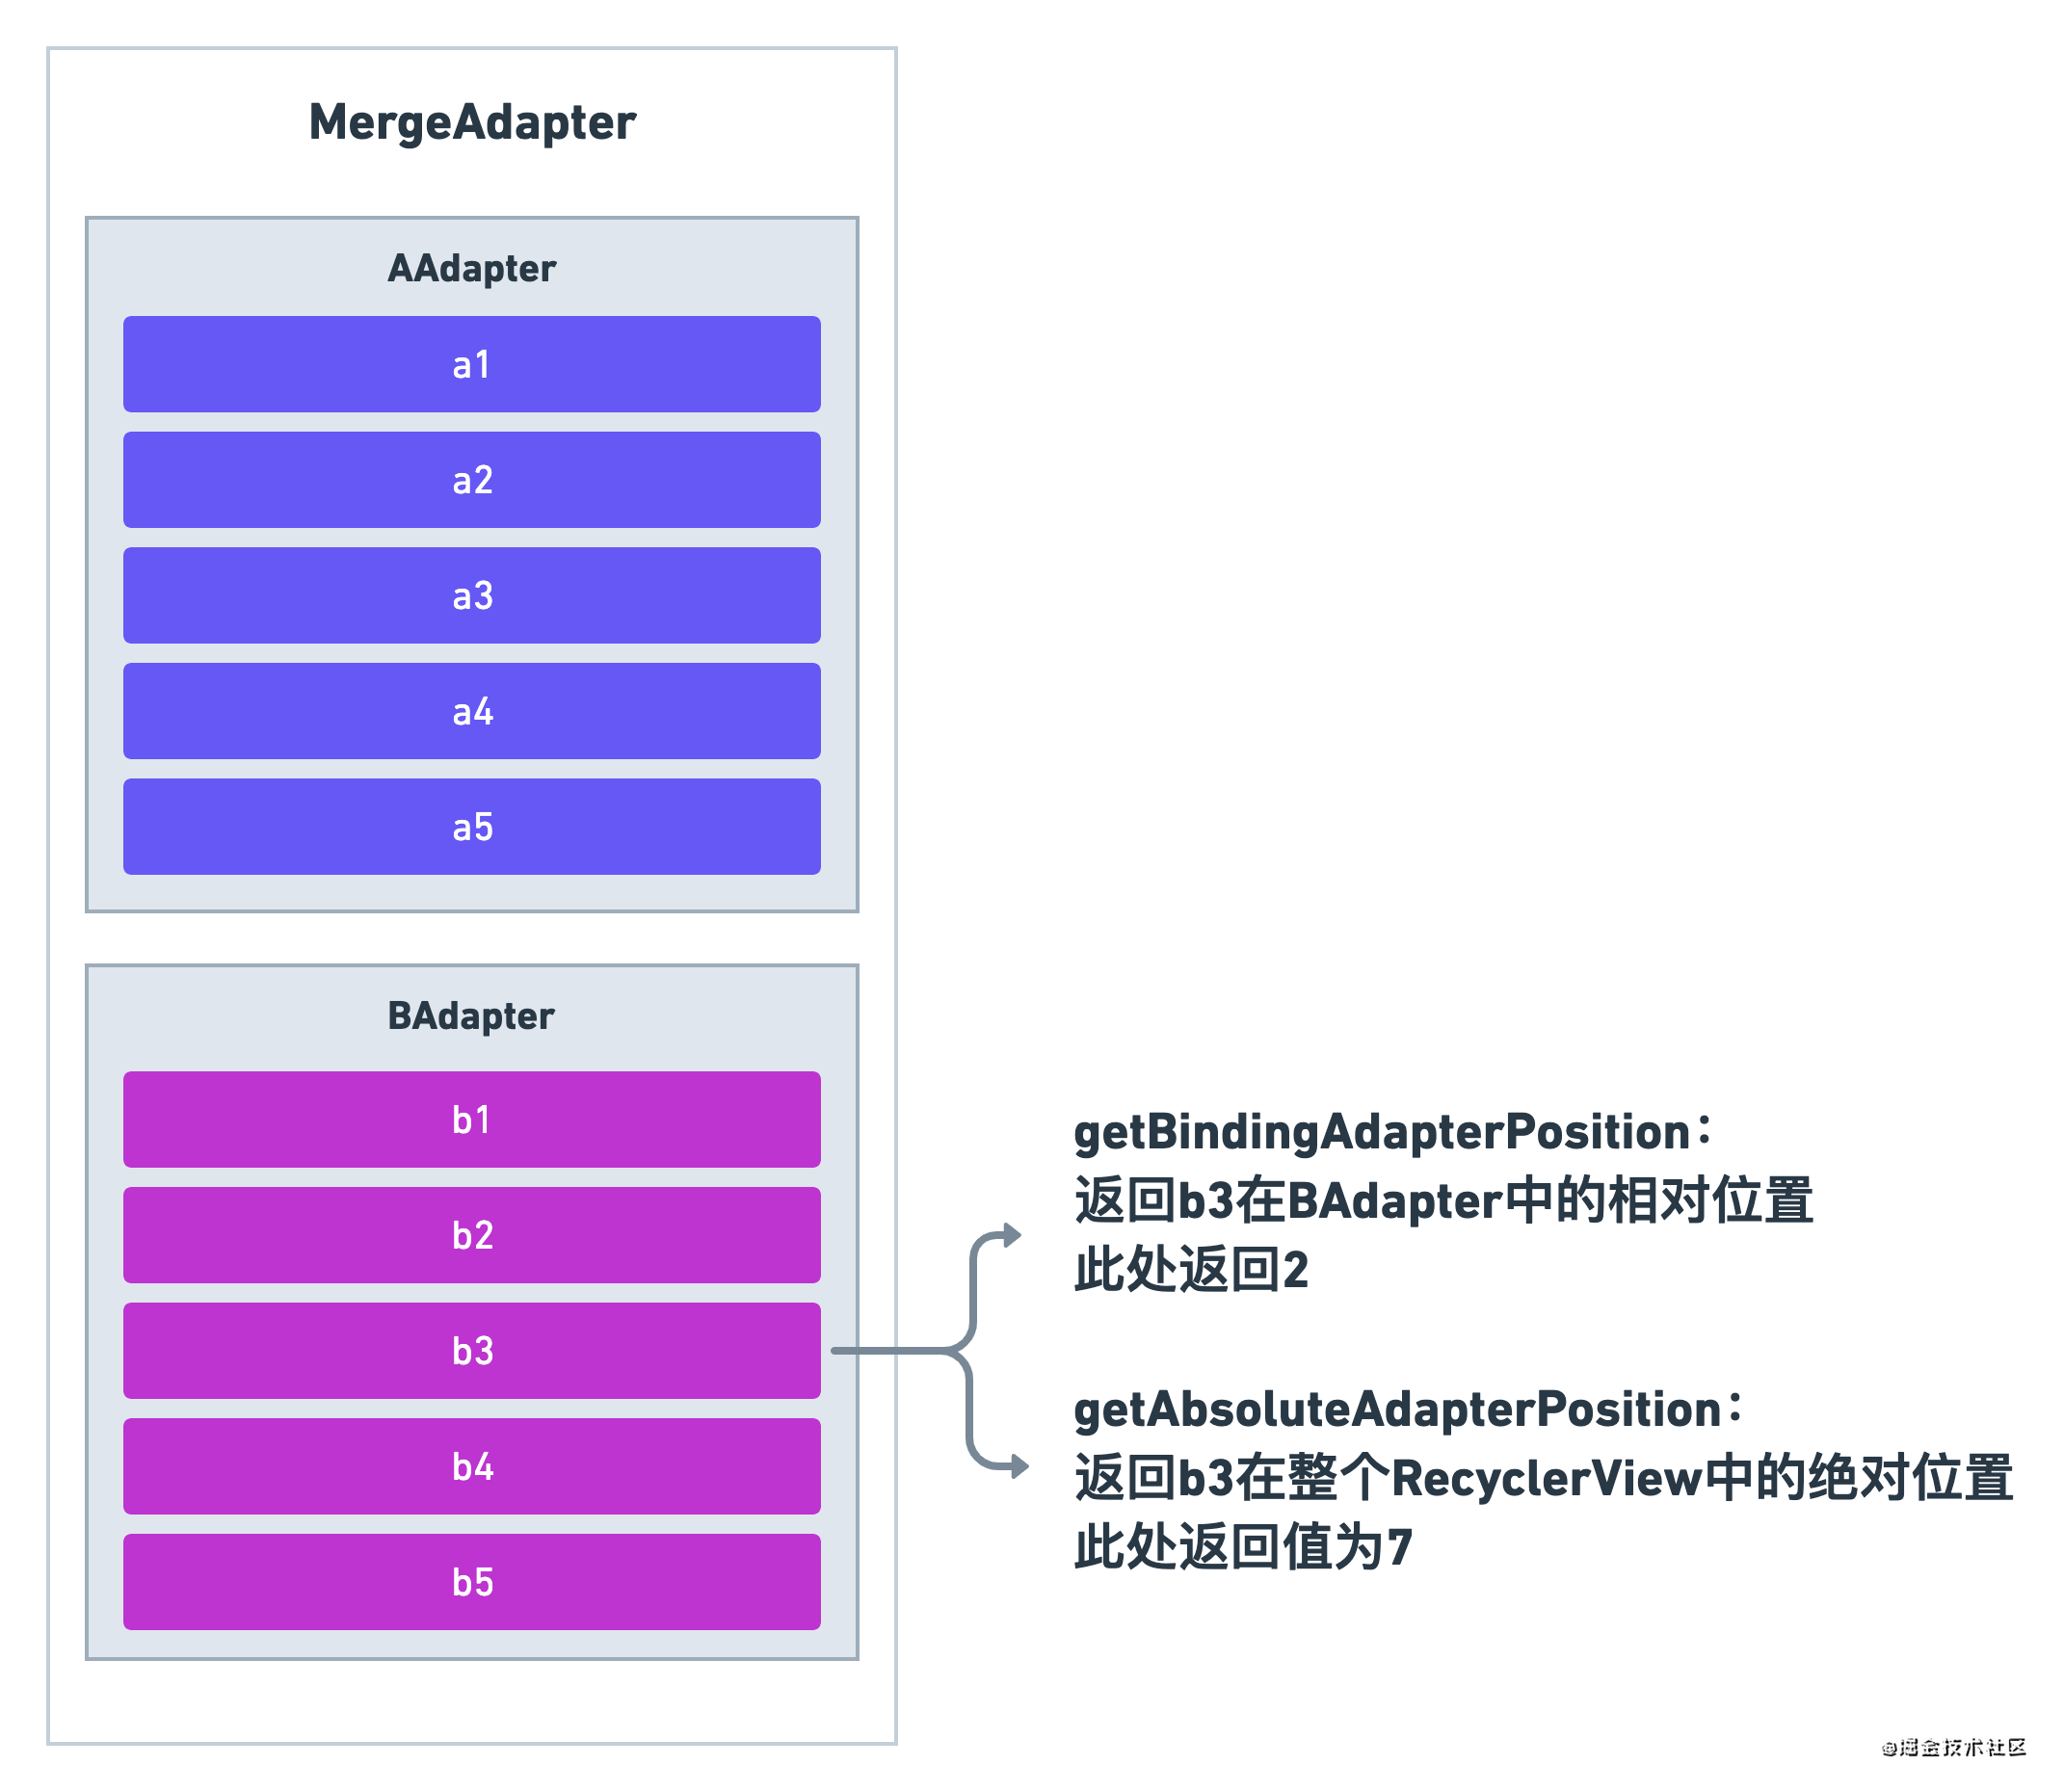 MergeAdapter
AAdapter
a1
a2
a3
a4
a5
BAdapter
b1
b2
b3
b4
b5
getBindingAdapterPosition：
返回b3在BAdapter中的相对位置
此处返回2
getAbsoluteAdapterPosition：
返回b3在整个RecyclerView中的绝对位置
此处返回值为7
@掘金技术社区